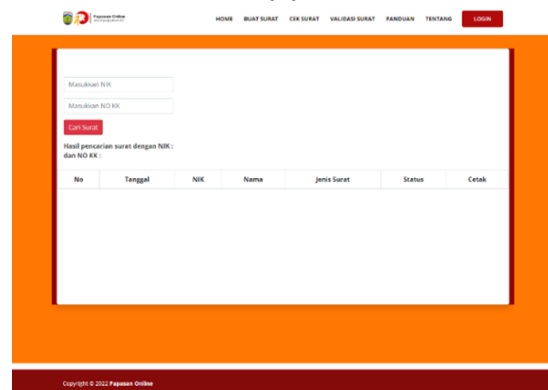 Papasan Online
HOME BUAT SURAT CEK SURAT VALIDASI SURAT PANDUAN TENTANG LOGIN
Masukkan NIK
Masukkan NO KK
Cari Surat
Hasil pencarian surat dengan NIK :
dan NO KK :
No Tanggal NIK Nama Jenis Surat Status Cetak
Copyright © 2022 Papasan Online